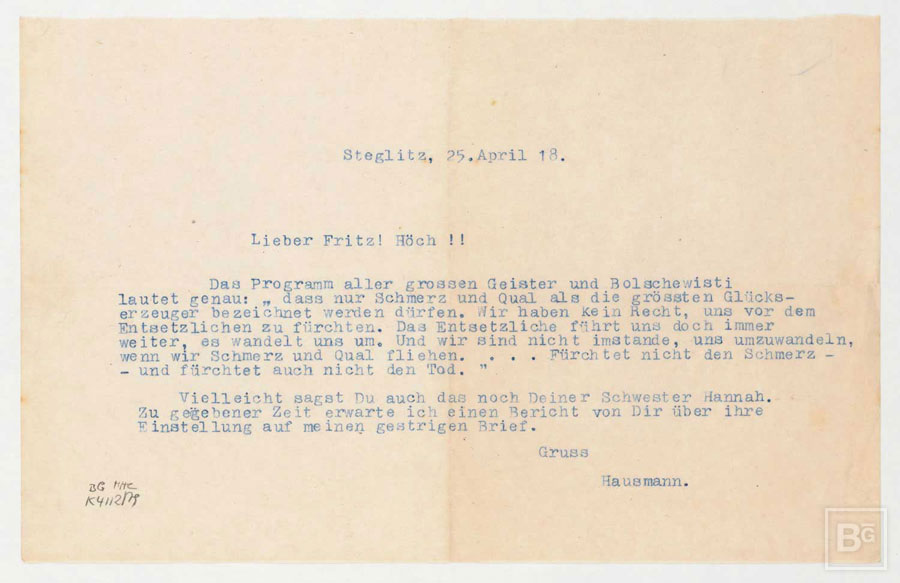 Steglitz, 25.April 18.
Lieber Fritz! Höch !!
Das Programm aller grossen Geister und Bolschewisti
lautet genau: „ dass nur Schmerz und Qual als die grössten Glücks-
erzeuger bezeichnet werden dürfen. Wir haben kein Recht, uns vor dem
Entsetzlichen zu fürchten. Das Entsetzliche führt uns doch immer
weiter, es wandelt uns um. Und wir sind nicht imstande, uns umzuwandeln,
wenn wir Schmerz und Qual fliehen. . . . Fürchtet nicht den Schmerz -
- und fürchtet auch nicht den Tod. "
Vielleicht sagst Du auch das noch Deiner Schwester Hannah.
Zu gegebener Zeit erwarte ich einen Bericht von Dir über ihre
Einstellung auf meinen gestrigen Brief.
Gruss
Hausmann.
BG
K4112/79
BG